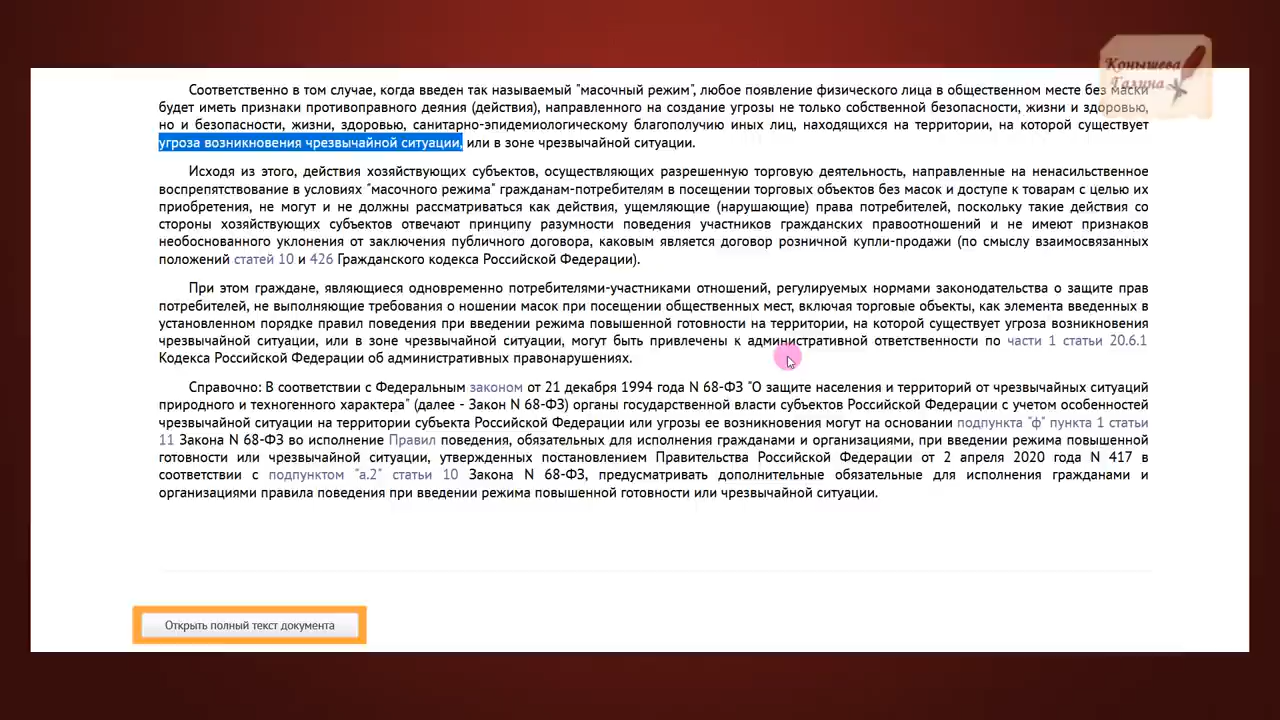 Конышева
Галина
Соответственно в том случае, когда введен так называемый "масочный режим", любое появление физического лица в общественном месте без маски
будет иметь признаки противоправного деяния (действия), направленного на создание угрозы не только собственной безопасности, жизни и здоровью,
но и безопасности, жизни, здоровью, санитарно-эпидемиологическому благополучию иных лиц, находящихся на территории, на которой существует
угроза возникновения чрезвычайной ситуации, или в зоне чрезвычайной ситуации.
Исходя из этого, действия хозяйствующих субъектов, осуществляющих разрешенную торговую деятельность, направленные на ненасильственное
воспрепятствование в условиях "масочного режима" гражданам-потребителям в посещении торговых объектов без масок и доступе к товарам с целью их
приобретения, не могут и не должны рассматриваться как действия, ущемляющие (нарушающие) права потребителей, поскольку такие действия со
стороны хозяйствующих субъектов отвечают принципу разумности поведения участников гражданских правоотношений и не имеют признаков
необоснованного уклонения от заключения публичного договора, каковым является договор розничной купли-продажи (по смыслу взаимосвязанных
положений статей 10 и 426 Гражданского кодекса Российской Федерации).
При этом граждане, являющиеся одновременно потребителями-участниками отношений, регулируемых нормами законодательства о защите прав
потребителей, не выполняющие требования о ношении масок при посещении общественных мест, включая торговые объекты, как элемента введенных в
установленном порядке правил поведения при введении режима повышенной готовности на территории, на которой существует угроза возникновения
чрезвычайной ситуации, или в зоне чрезвычайной ситуации, могут быть привлечены к административной ответственности по части 1 статьи 20.6.1
Кодекса Российской Федерации об административных правонарушениях.
Справочно: В соответствии с Федеральным законом от 21 декабря 1994 года N 68-ФЗ "О защите населения и территорий от чрезвычайных ситуаций
природного и техногенного характера" (далее - Закон N 68-ФЗ) органы государственной власти субъектов Российской Федерации с учетом особенностей
чрезвычайной ситуации на территории субъекта Российской Федерации или угрозы ее возникновения могут на основании подпункта "ф" пункта 1 статьи
11 Закона N 68-ФЗ во исполнение Правил поведения, обязательных для исполнения гражданами и организациями, при введении режима повышенной
готовности или чрезвычайной ситуации, утвержденных постановлением Правительства Российской Федерации от 2 апреля 2020 года N 417 в
соответствии с подпунктом "а.2" статьи 10 Закона N 68-ФЗ, предусматривать дополнительные обязательные для исполнения гражданами и
организациями правила поведения при введении режима повышенной готовности или чрезвычайной ситуации.
Открыть полный текст документа